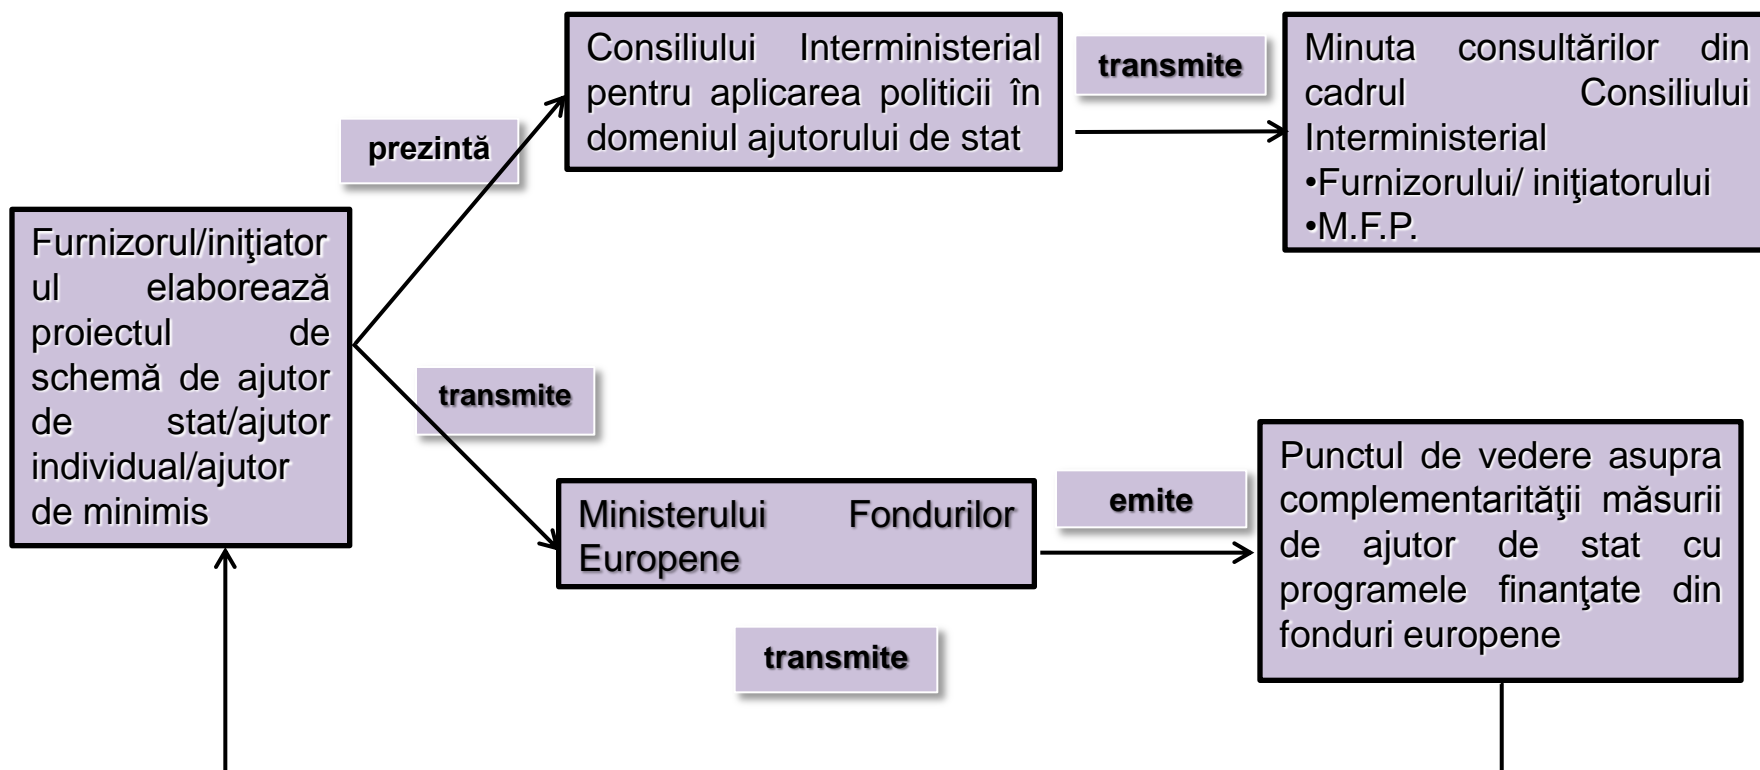 Furnizorul/iniţiator
ul elaborează
proiectul de
schemă de ajutor
de stat/ajutor
individual/ajutor
de minimis
prezintă
Consiliului Interministerial
pentru aplicarea politicii în
domeniul ajutorului de stat
transmite
Minuta consultărilor din
cadrul Consiliului
Interministerial
•Furnizorului/ iniţiatorului
•M.F.P.
transmite
Ministerului Fondurilor
Europene
emite
Punctul de vedere asupra
complementarităţii măsurii
de ajutor de stat cu
programele finanţate din
fonduri europene
transmite